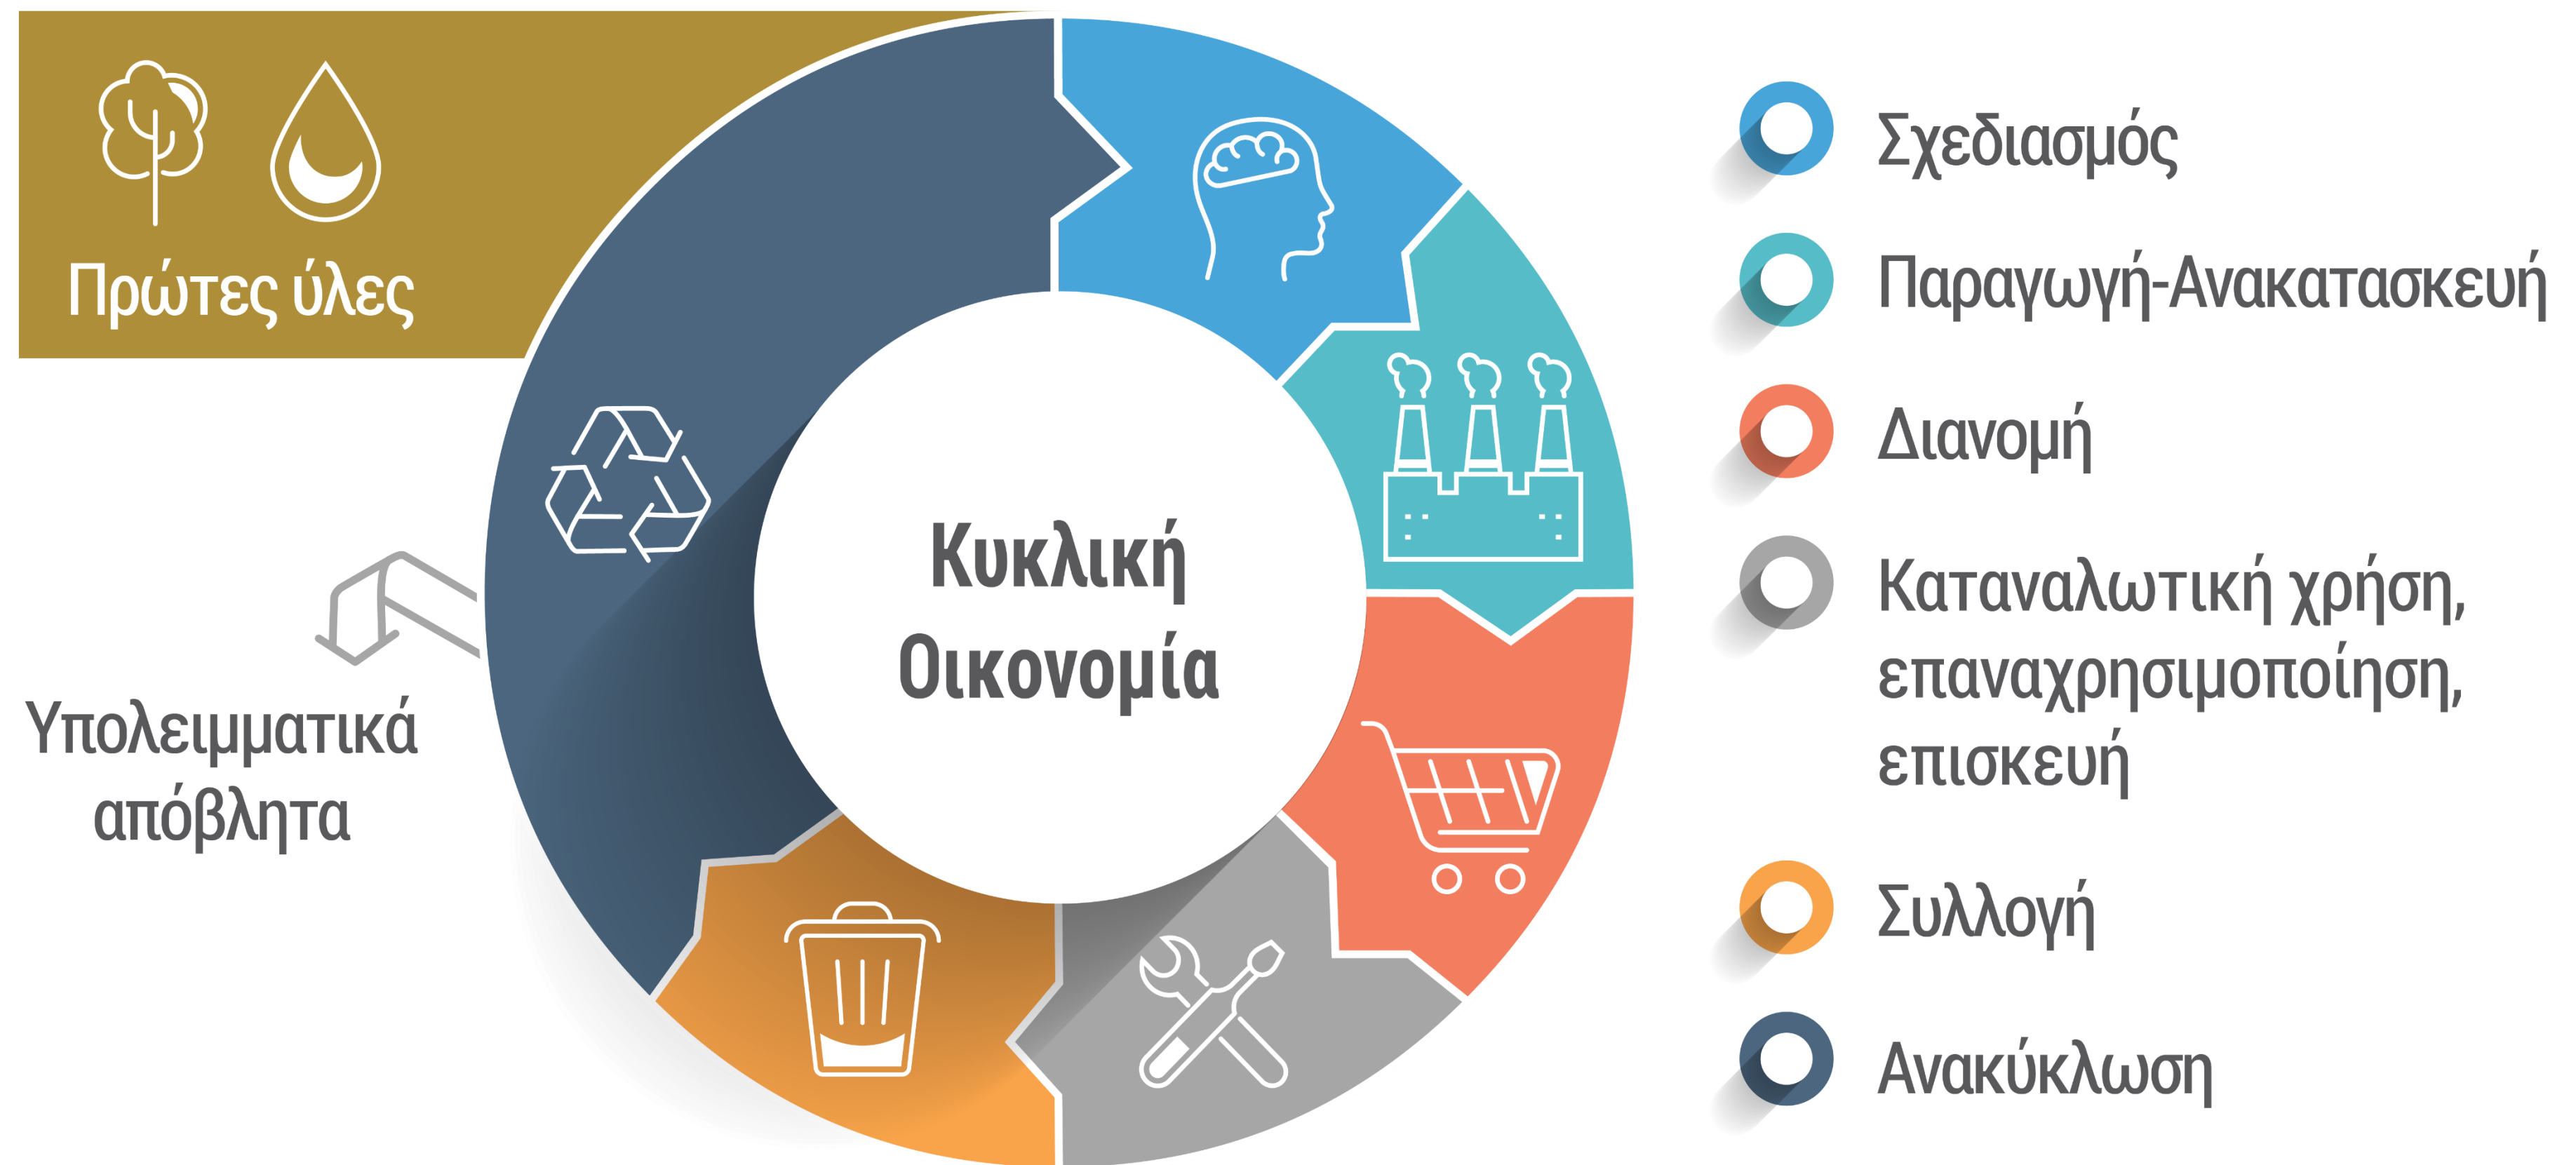 Πρώτες ύλες
Υπολειμματικά
απόβλητα
Κυκλική
Οικονομία
Σχεδιασμός
Παραγωγή-Ανακατασκευή
Διανομή
Καταναλωτική χρήση,
επαναχρησιμοποίηση,
επισκευή
Συλλογή
Ανακύκλωση